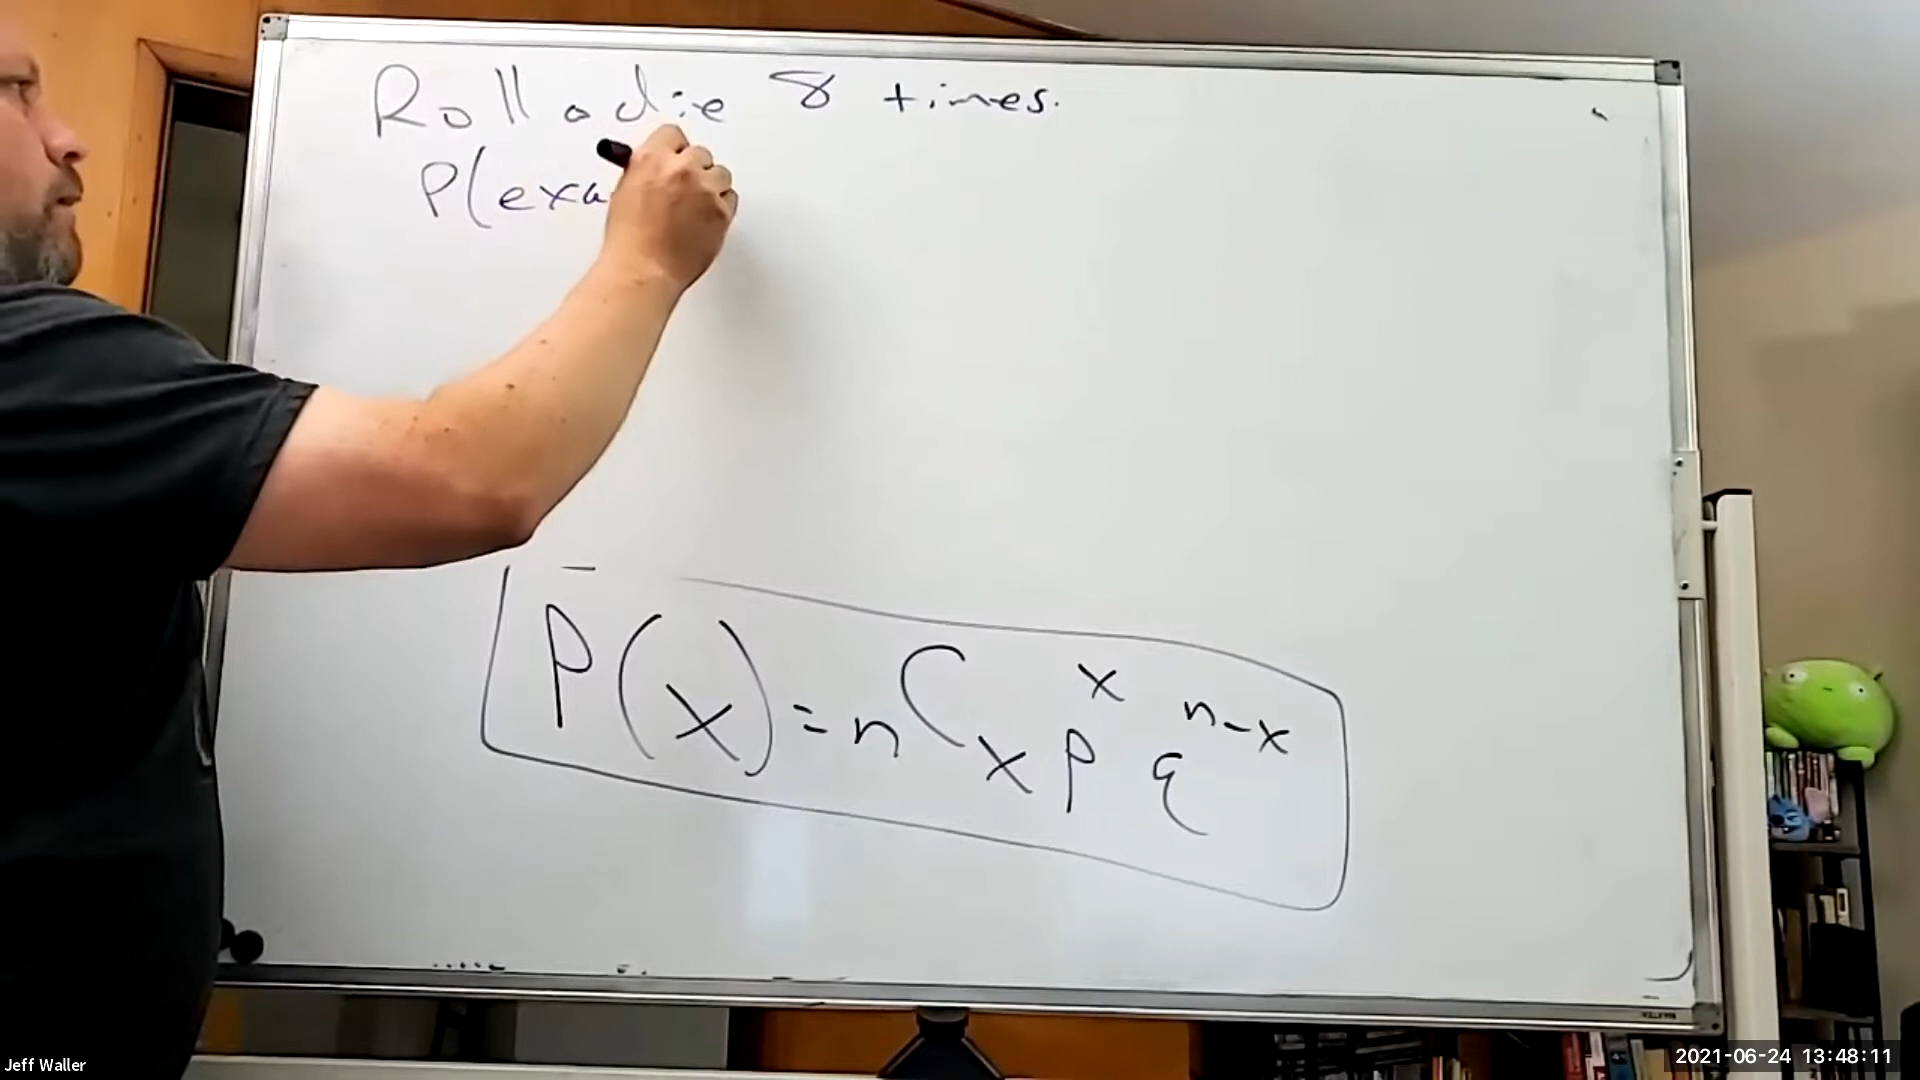 Roll a die 8 times.
P(exa
P(x) = nCx p^x q^n-x
Jeff Waller
2021-06-24 13:48:11